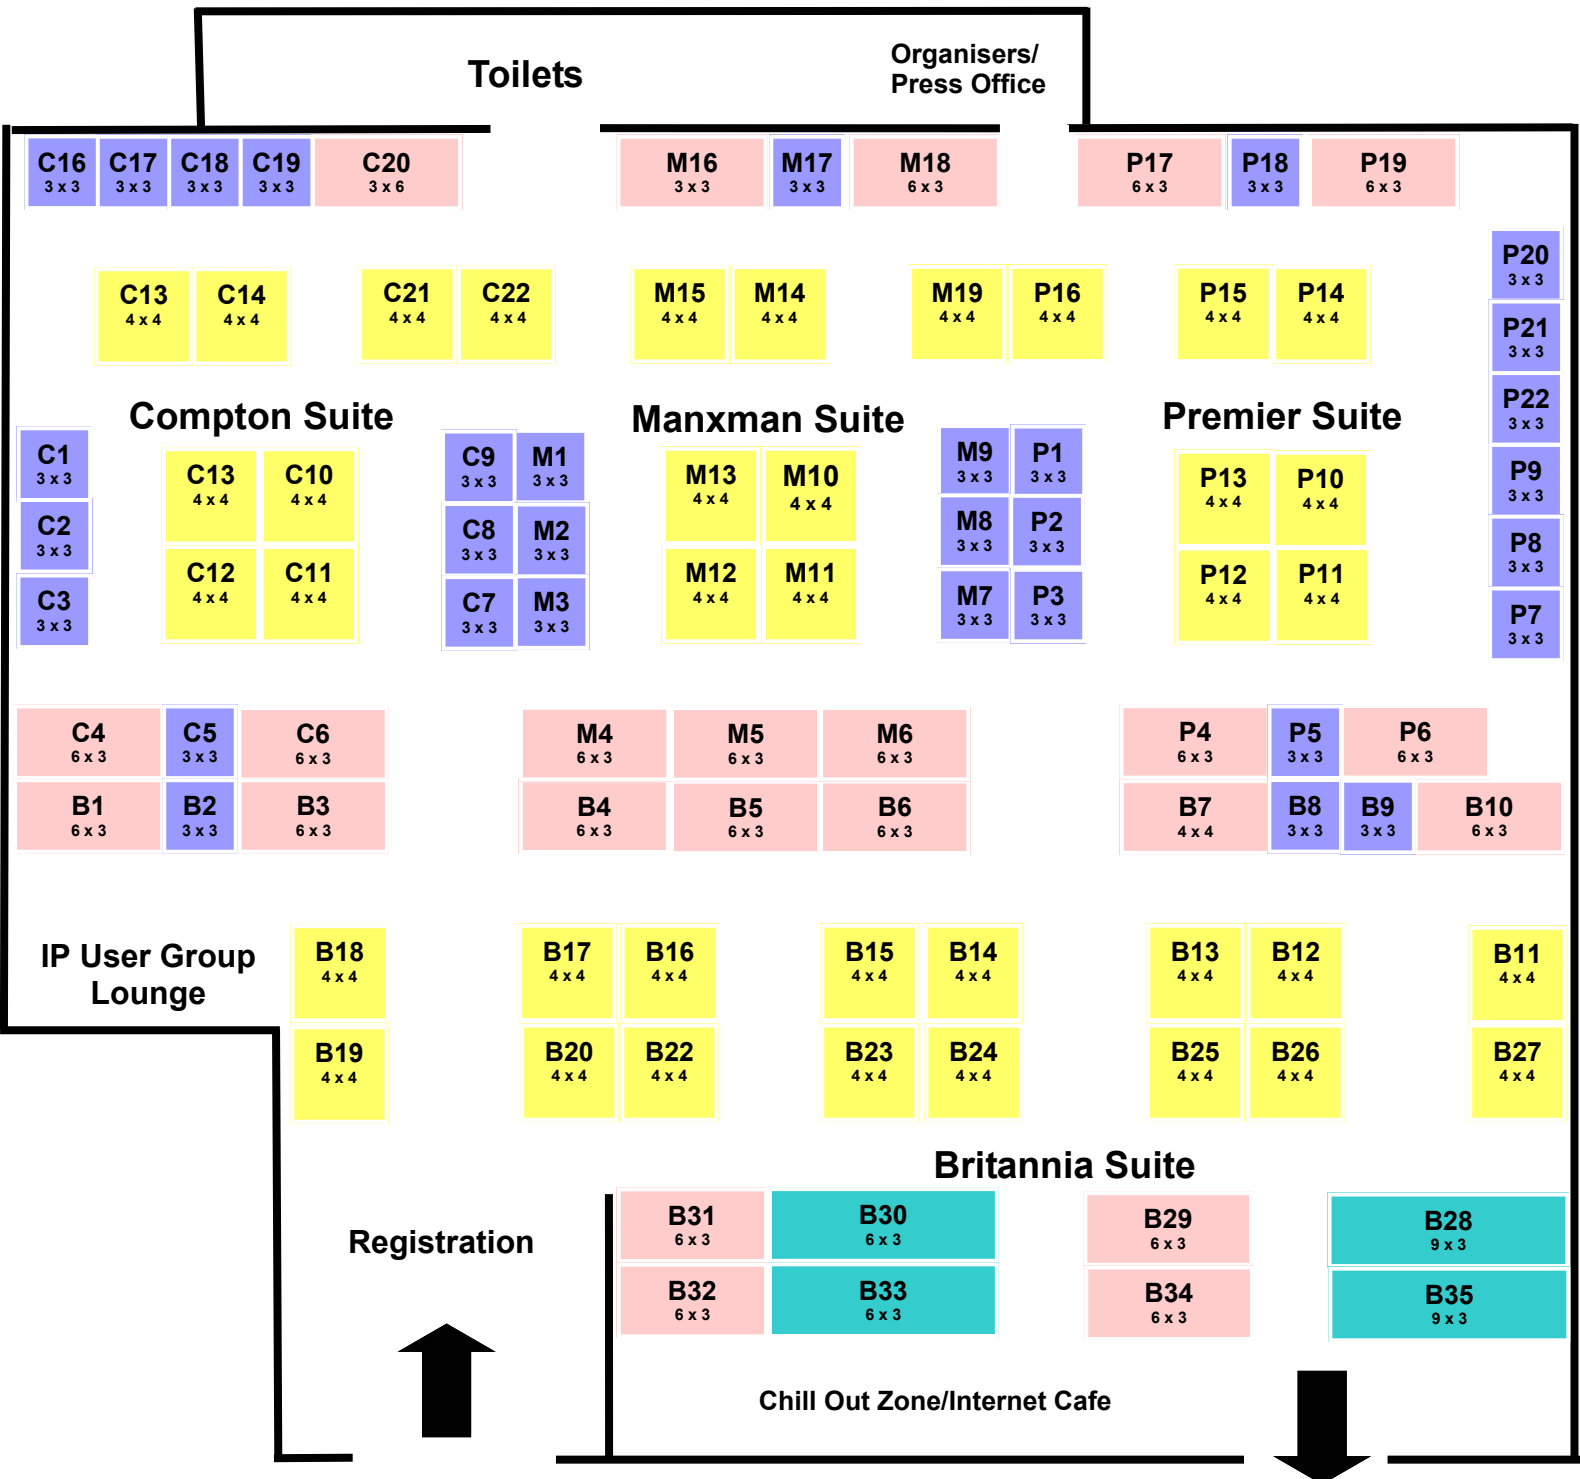 Toilets
Organisers/
Press Office
C16
3 x 3
C17
3 x 3
C18
3 x 3
C19
3 x 3
C20
3 x 6
M16
3 x 3
M17
3 x 3
M18
6 x 3
P17
6 x 3
P18
3 x 3
P19
6 x 3
C13
4 x 4
C14
4 x 4
C21
4 x 4
C22
4 x 4
M15
4 x 4
M14
4 x 4
M19
4 x 4
P16
4 x 4
P15
4 x 4
P14
4 x 4
P20
3 x 3
P21
3 x 3
P22
3 x 3
P9
3 x 3
P8
3 x 3
P7
3 x 3
Compton Suite
Manxman Suite
Premier Suite
C1
3 x 3
C2
3 x 3
C3
3 x 3
C13
4 x 4
C10
4 x 4
C12
4 x 4
C11
4 x 4
C9
3 x 3
M1
3 x 3
C8
3 x 3
M2
3 x 3
C7
3 x 3
M3
3 x 3
M13
4 x 4
M10
4 x 4
M12
4 x 4
M11
4 x 4
M9
3 x 3
P1
3 x 3
M8
3 x 3
P2
3 x 3
M7
3 x 3
P3
3 x 3
P13
4 x 4
P10
4 x 4
P12
4 x 4
P11
4 x 4
C4
6 x 3
C5
3 x 3
C6
6 x 3
M4
6 x 3
M5
6 x 3
M6
6 x 3
P4
6 x 3
P5
3 x 3
P6
6 x 3
B1
6 x 3
B2
3 x 3
B3
6 x 3
B4
6 x 3
B5
6 x 3
B6
6 x 3
B7
4 x 4
B8
3 x 3
B9
3 x 3
B10
6 x 3
IP User Group
Lounge
B18
4 x 4
B17
4 x 4
B16
4 x 4
B15
4 x 4
B14
4 x 4
B13
4 x 4
B12
4 x 4
B11
4 x 4
B19
4 x 4
B20
4 x 4
B22
4 x 4
B23
4 x 4
B24
4 x 4
B25
4 x 4
B26
4 x 4
B27
4 x 4
Britannia Suite
Registration
B31
6 x 3
B30
6 x 3
B29
6 x 3
B28
9 x 3
B32
6 x 3
B33
6 x 3
B34
6 x 3
B35
9 x 3
Chill Out Zone/Internet Cafe